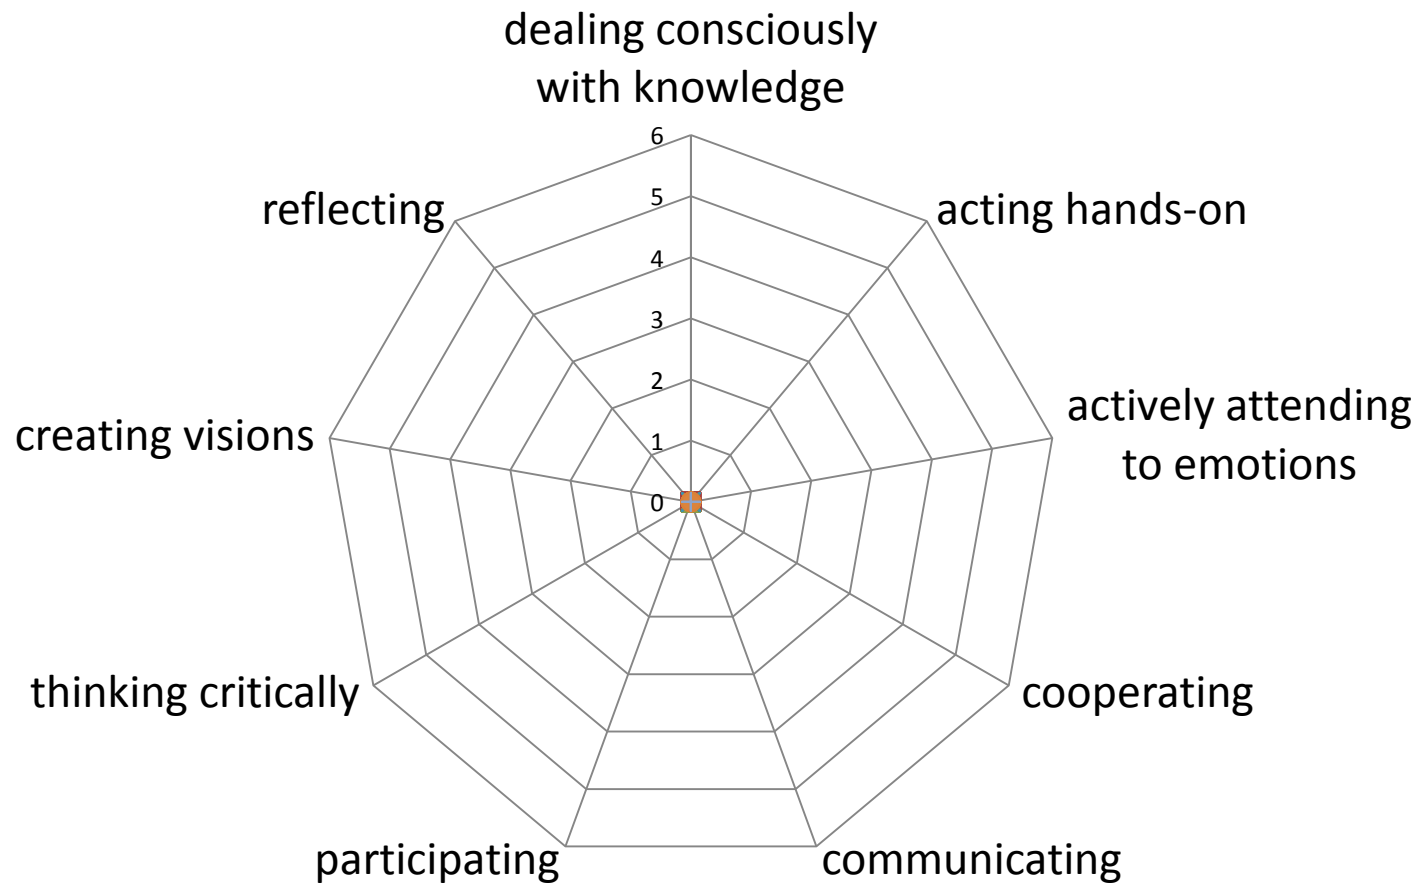 dealing consciously
with knowledge
6
5
4
3
2
1
0
reflecting
acting hands-on
creating visions
actively attending
to emotions
thinking critically
cooperating
participating
communicating